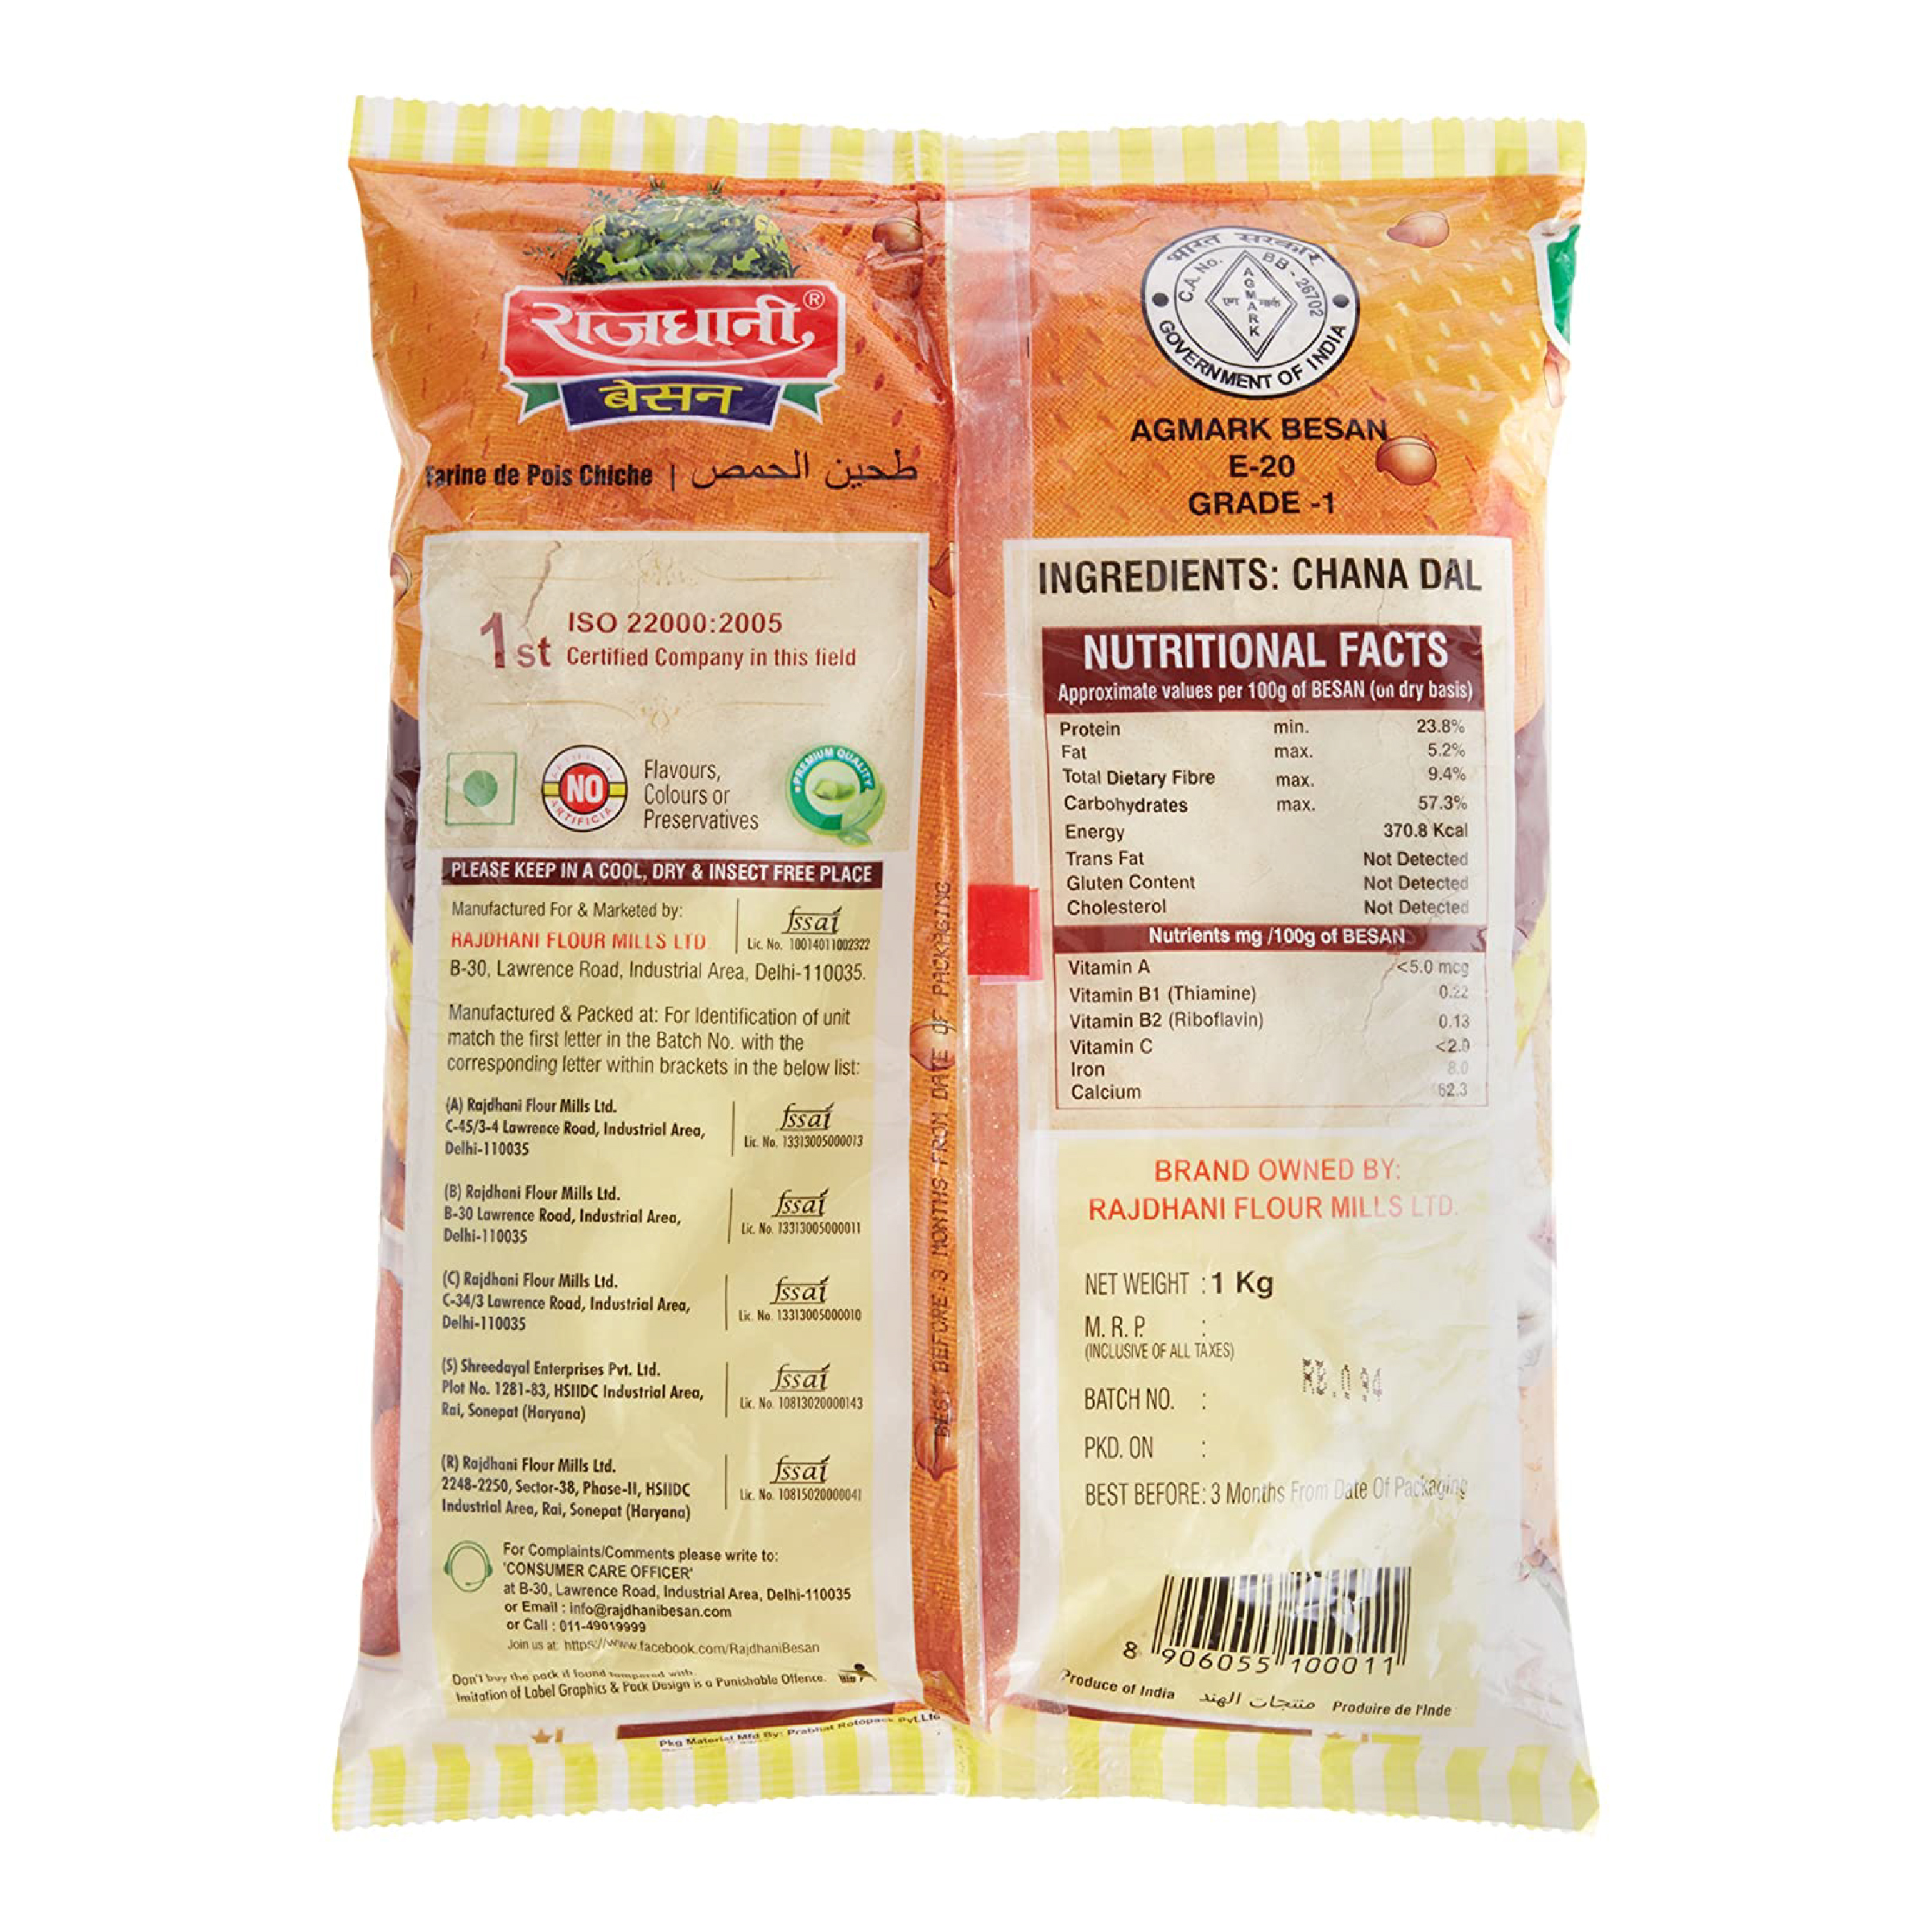 राजधानी®
बेसन
Farine de Pois Chiche | طحين الحمص
1st
ISO 22000:2005
Certified Company in this field
NO
ARTIFICIAL
Flavours,
Colours or
Preservatives
PREMIUM QUALITY
PLEASE KEEP IN A COOL, DRY & INSECT FREE PLACE
Manufactured For & Marketed by:
RAJDHANI FLOUR MILLS LTD
fssai
Lic. No. 10014011002322
B-30, Lawrence Road, Industrial Area, Delhi-110035.
Manufactured & Packed at: For Identification of unit
match the first letter in the Batch No. with the
corresponding letter within brackets in the below list:
(A) Rajdhani Flour Mills Ltd.
C-45/3-4 Lawrence Road, Industrial Area,
Delhi-110035
fssai
Lic. No. 13313005000013
(B) Rajdhani Flour Mills Ltd.
B-30 Lawrence Road, Industrial Area,
Delhi-110035
fssai
Lic. No. 13313005000011
(C) Rajdhani Flour Mills Ltd.
C-34/3 Lawrence Road, Industrial Area,
Delhi-110035
fssai
Lic. No. 13313005000010
(S) Shreedayal Enterprises Pvt. Ltd.
Plot No. 1281-83, HSIIDC Industrial Area,
Rai, Sonepat (Haryana)
fssai
Lic. No. 10813020000143
(R) Rajdhani Flour Mills Ltd.
2248-2250, Sector-38, Phase-II, HSIIDC
Industrial Area, Rai, Sonepat (Haryana)
fssai
Lic. No. 10815020000041
For Complaints/Comments please write to:
'CONSUMER CARE OFFICER'
at B-30, Lawrence Road, Industrial Area, Delhi-110035
or Email : info@rajdhanibesan.com
or Call : 011-49019999
Join us at: https://www.facebook.com/RajdhaniBesan
Don't buy the pack if found tampered with.
Imitation of Label Graphics & Pack Design is a Punishable Offence.
Pkg Material Mfd By: Prabhat Rotopack Pvt.Ltd
BEST BEFORE : 3 MONTHS FROM DATE OF PACKAGING
भारत सरकार
C.A. No. BB - 26702
AGMARK
एग मार्क
GOVERNMENT OF INDIA
AGMARK BESAN
E-20
GRADE -1
INGREDIENTS: CHANA DAL
NUTRITIONAL FACTS
Approximate values per 100g of BESAN (on dry basis)
Protein min. 23.8%
Fat max. 5.2%
Total Dietary Fibre max. 9.4%
Carbohydrates max. 57.3%
Energy 370.8 Kcal
Trans Fat Not Detected
Gluten Content Not Detected
Cholesterol Not Detected
Nutrients mg /100g of BESAN
Vitamin A <5.0 mcg
Vitamin B1 (Thiamine) 0.22
Vitamin B2 (Riboflavin) 0.13
Vitamin C <2.0
Iron 8.0
Calcium 62.3
BRAND OWNED BY:
RAJDHANI FLOUR MILLS LTD.
NET WEIGHT : 1 Kg
M. R. P. :
(INCLUSIVE OF ALL TAXES)
BATCH NO. :
PKD. ON :
BEST BEFORE: 3 Months From Date Of Packaging
8 906055 100011
Produce of India منتجات الهند Produire de l'Inde